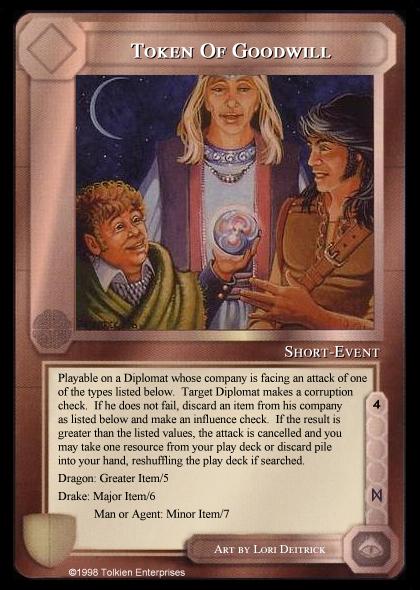 Token Of Goodwill
Short-Event
Playable on a Diplomat whose company is facing an attack of one
of the types listed below. Target Diplomat makes a corruption
check. If he does not fail, discard an item from his company
as listed below and make an influence check. If the result is
greater than the listed values, the attack is cancelled and you
may take one resource from your play deck or discard pile
into your hand, reshuffling the play deck if searched.
Dragon: Greater Item/5
Drake: Major Item/6
Man or Agent: Minor Item/7
4
Art by Lori Deitrick
©1998 Tolkien Enterprises